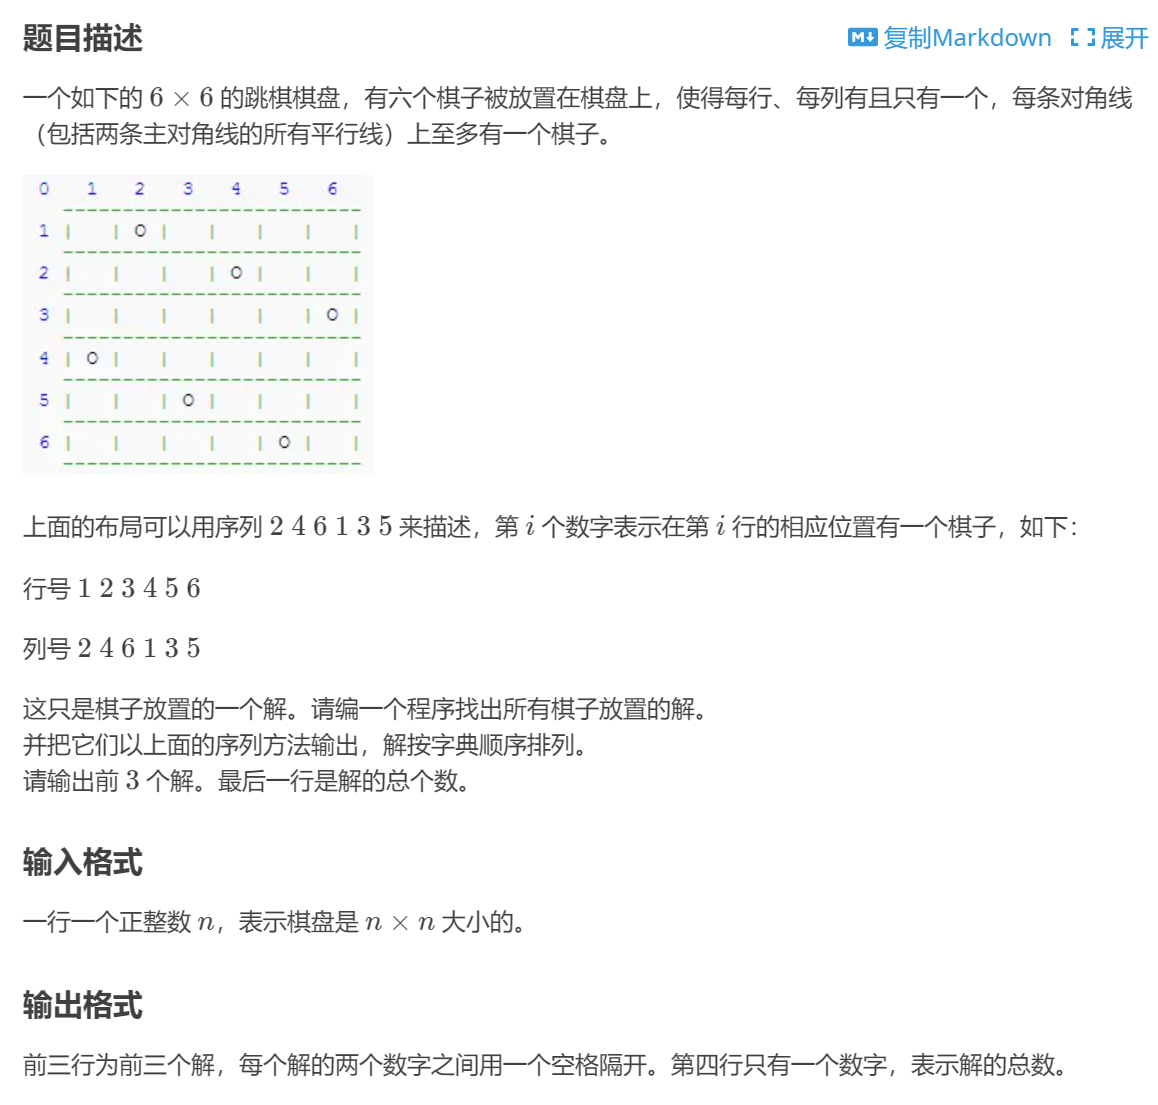 题目描述 复制Markdown 展开
一个如下的 6 × 6 的跳棋棋盘，有六个棋子被放置在棋盘上，使得每行、每列有且只有一个，每条对角线
（包括两条主对角线的所有平行线）上至多有一个棋子。
0 1 2 3 4 5 6
-------------------------
1 | | O | | | | |
-------------------------
2 | | | | O | | |
-------------------------
3 | | | | | | O |
-------------------------
4 | O | | | | | |
-------------------------
5 | | | O | | | |
-------------------------
6 | | | | | O | |
-------------------------
上面的布局可以用序列 2 4 6 1 3 5 来描述，第 i 个数字表示在第 i 行的相应位置有一个棋子，如下：
行号 1 2 3 4 5 6
列号 2 4 6 1 3 5
这只是棋子放置的一个解。请编一个程序找出所有棋子放置的解。
并把它们以上面的序列方法输出，解按字典顺序排列。
请输出前 3 个解。最后一行是解的总个数。
输入格式
一行一个正整数 n，表示棋盘是 n × n 大小的。
输出格式
前三行为前三个解，每个解的两个数字之间用一个空格隔开。第四行只有一个数字，表示解的总数。